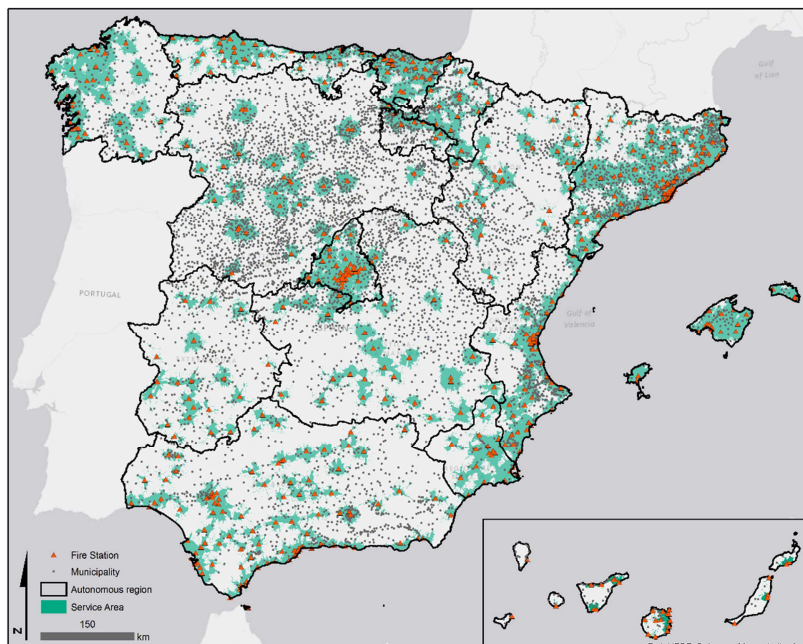 Gulf
of Lion
PORTUGAL
Gulf of
Valencia
Fire Station
Municipality
Autonomous region
Service Area
150
km
N